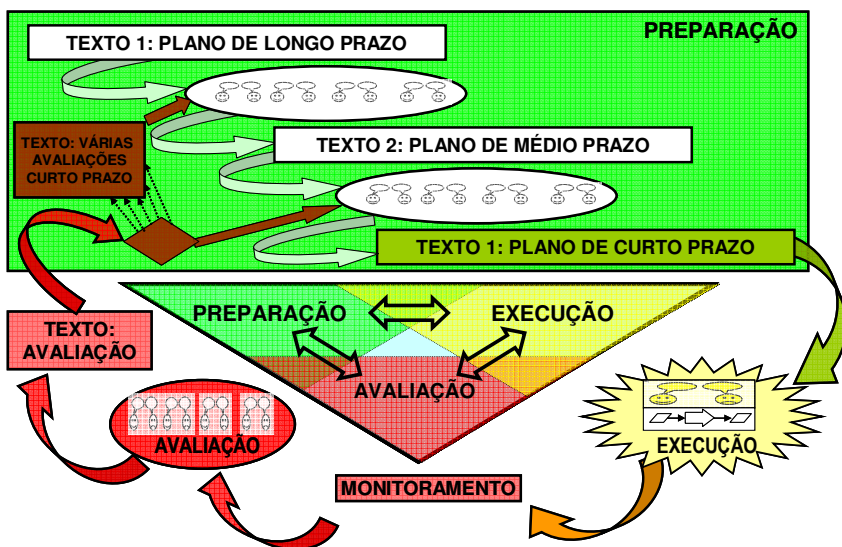 PREPARAÇÃO
TEXTO 1: PLANO DE LONGO PRAZO
TEXTO: VÁRIAS
AVALIAÇÕES
CURTO PRAZO
TEXTO 2: PLANO DE MÉDIO PRAZO
TEXTO 1: PLANO DE CURTO PRAZO
PREPARAÇÃO
EXECUÇÃO
TEXTO:
AVALIAÇÃO
AVALIAÇÃO
AVALIAÇÃO
EXECUÇÃO
MONITORAMENTO